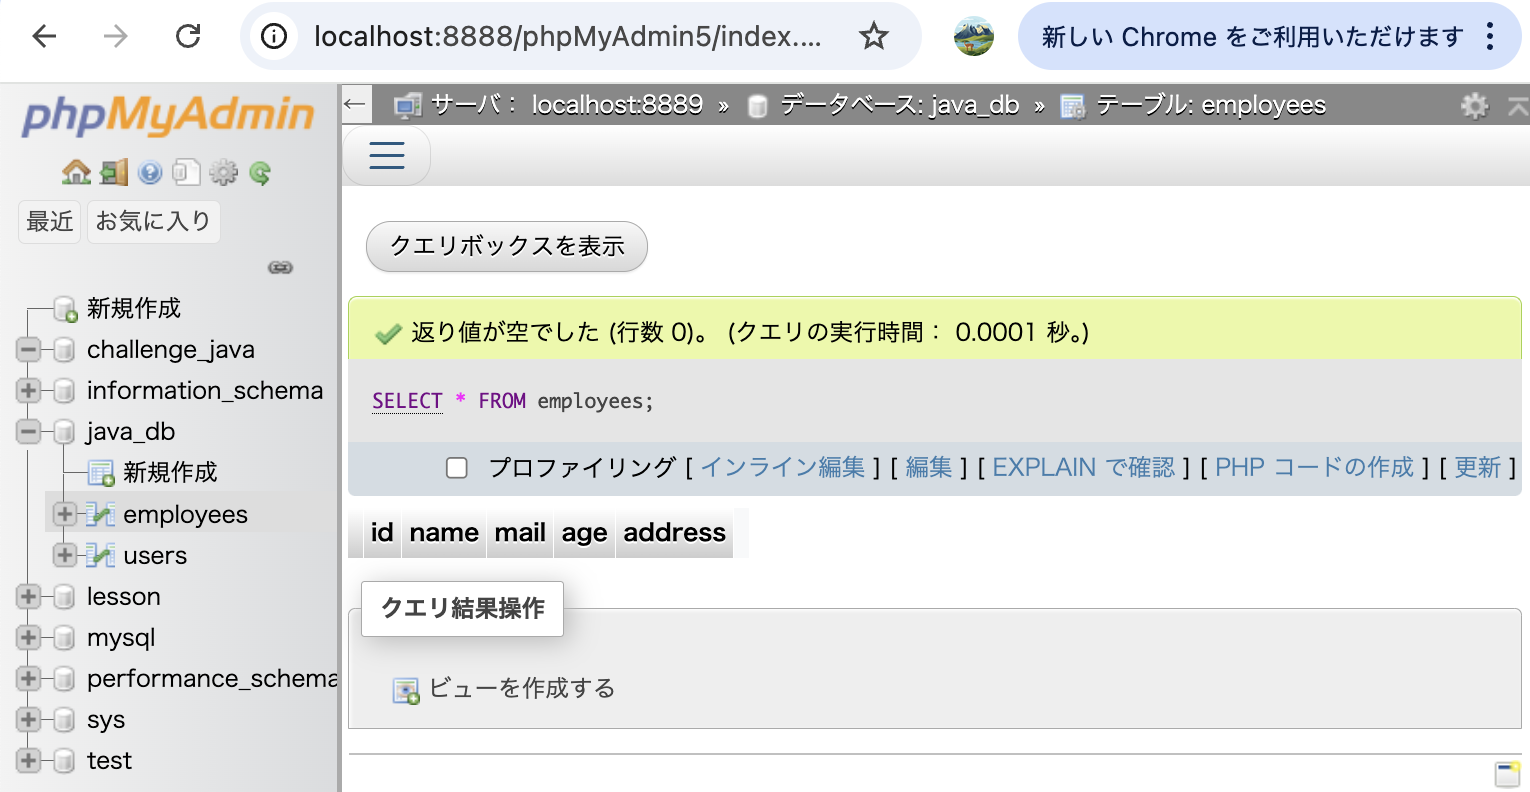 localhost:8888/phpMyAdmin5/index....
新しい Chrome をご利用いただけます
phpMyAdmin
サーバ： localhost:8889 » データベース: java_db » テーブル: employees
最近 お気に入り
新規作成
challenge_java
information_schema
java_db
新規作成
employees
users
lesson
mysql
performance_schema
sys
test
クエリボックスを表示
返り値が空でした (行数 0)。 (クエリの実行時間： 0.0001 秒。)
SELECT * FROM employees;
プロファイリング [ インライン編集 ] [ 編集 ] [ EXPLAIN で確認 ] [ PHP コードの作成 ] [ 更新 ]
id name mail age address
クエリ結果操作
ビューを作成する